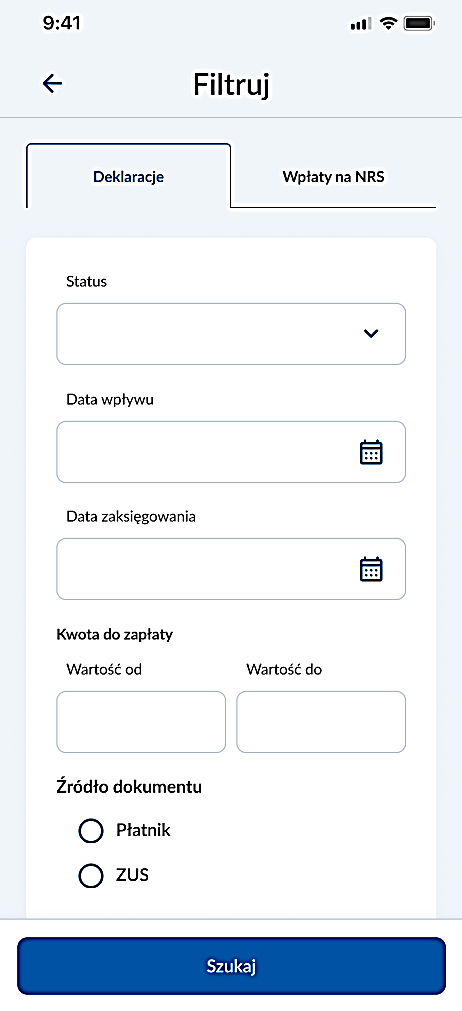 9:41
Filtruj
Deklaracje
Wpłaty na NRS
Status
Data wpływu
Data zaksięgowania
Kwota do zapłaty
Wartość od
Wartość do
Źródło dokumentu
Płatnik
ZUS
Szukaj